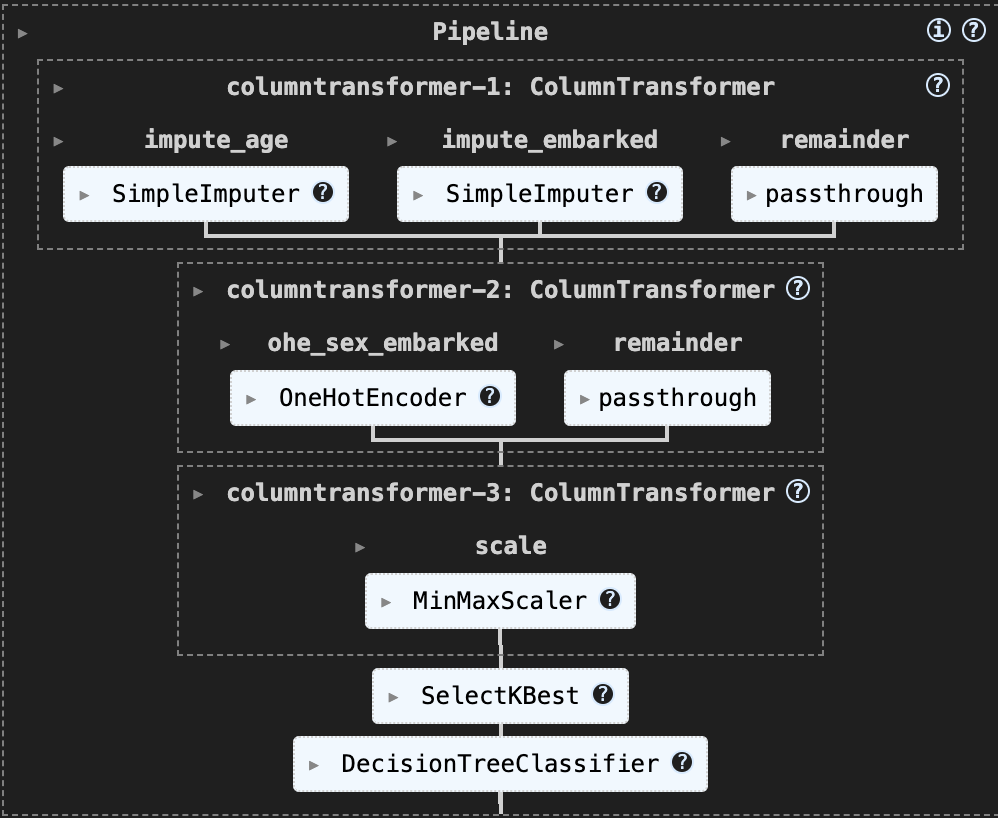 Pipeline i ?
columntransformer-1: ColumnTransformer ?
impute_age impute_embarked remainder
SimpleImputer ? SimpleImputer ? passthrough
columntransformer-2: ColumnTransformer ?
ohe_sex_embarked remainder
OneHotEncoder ? passthrough
columntransformer-3: ColumnTransformer ?
scale
MinMaxScaler ?
SelectKBest ?
DecisionTreeClassifier ?